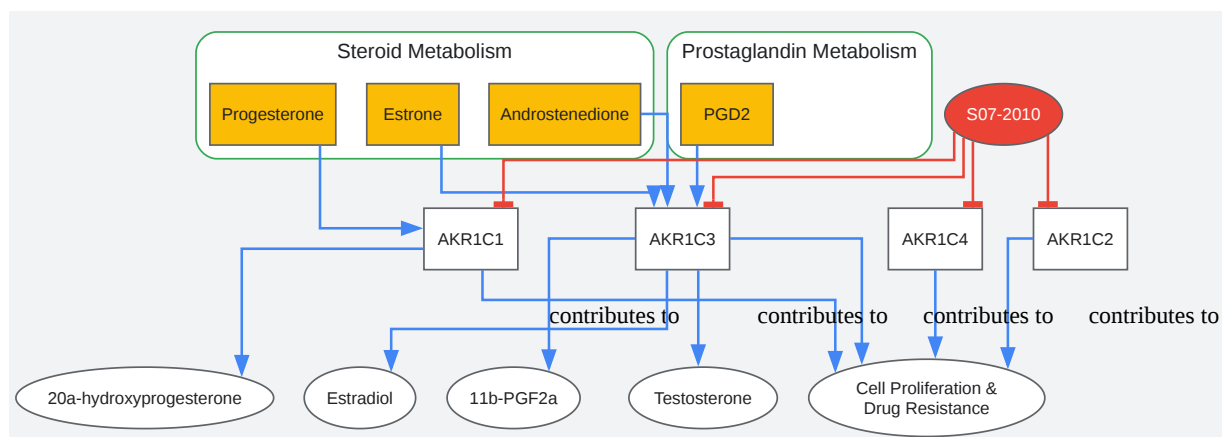 Steroid Metabolism
Prostaglandin Metabolism
Progesterone
Estrone
Androstenedione
PGD2
S07-2010
AKR1C1
AKR1C3
AKR1C4
AKR1C2
contributes to
contributes to
contributes to
contributes to
20a-hydroxyprogesterone
Estradiol
11b-PGF2a
Testosterone
Cell Proliferation &
Drug Resistance